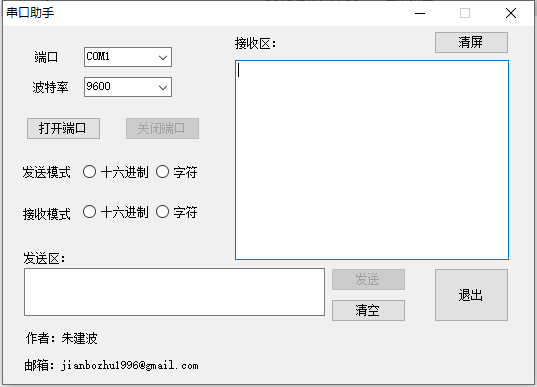 串口助手
端口 COM1
波特率 9600
打开端口 关闭端口
发送模式 十六进制 字符
接收模式 十六进制 字符
接收区： 清屏
发送区：
发送
清空
退出
作者：朱建波
邮箱：jianbozhu1996@gmail.com